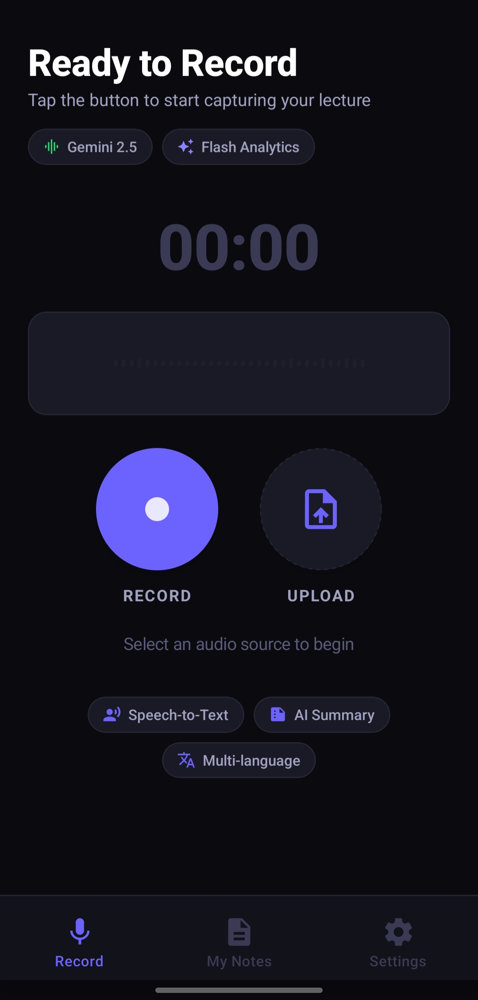 Ready to Record
Tap the button to start capturing your lecture
Gemini 2.5
Flash Analytics
00:00
RECORD
UPLOAD
Select an audio source to begin
Speech-to-Text
AI Summary
Multi-language
Record
My Notes
Settings